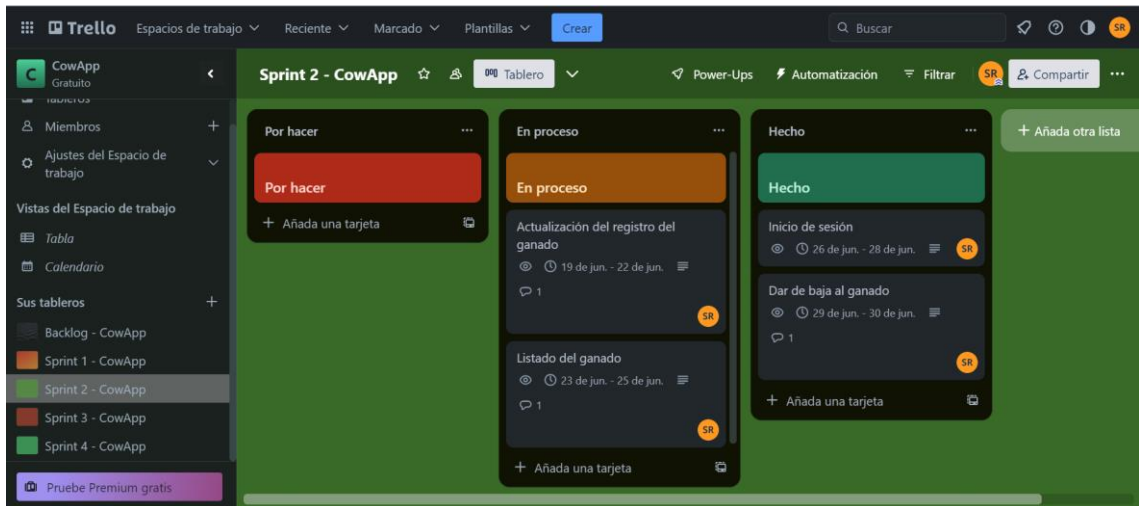 Trello
Espacios de trabajo
Reciente
Marcado
Plantillas
Crear
Buscar
SR
C
CowApp
Gratuito
Tableros
Miembros
Ajustes del Espacio de
trabajo
Vistas del Espacio de trabajo
Tabla
Calendario
Sus tableros
Backlog - CowApp
Sprint 1 - CowApp
Sprint 2 - CowApp
Sprint 3 - CowApp
Sprint 4 - CowApp
Pruebe Premium gratis
Sprint 2 - CowApp
Tablero
Power-Ups
Automatización
Filtrar
SR
Compartir
Por hacer
Por hacer
+ Añada una tarjeta
En proceso
En proceso
Actualización del registro del
ganado
19 de jun. - 22 de jun.
1
SR
Listado del ganado
23 de jun. - 25 de jun.
1
SR
+ Añada una tarjeta
Hecho
Hecho
Inicio de sesión
26 de jun. - 28 de jun.
SR
Dar de baja al ganado
29 de jun. - 30 de jun.
1
SR
+ Añada una tarjeta
+ Añada otra lista